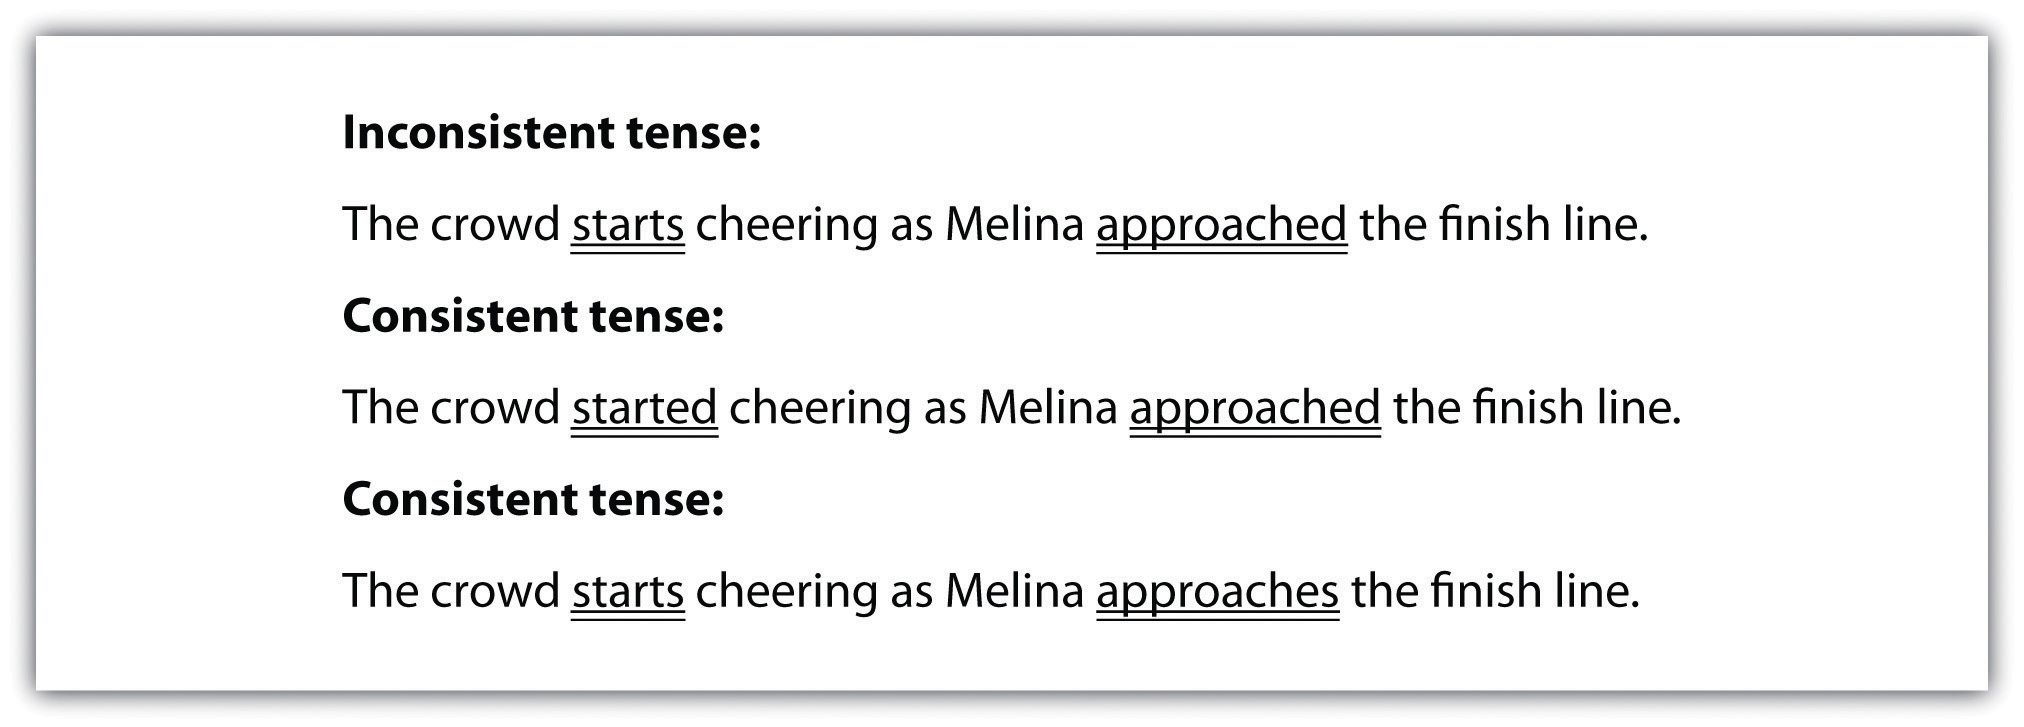 Inconsistent tense:
The crowd starts cheering as Melina approached the finish line.
Consistent tense:
The crowd started cheering as Melina approached the finish line.
Consistent tense:
The crowd starts cheering as Melina approaches the finish line.